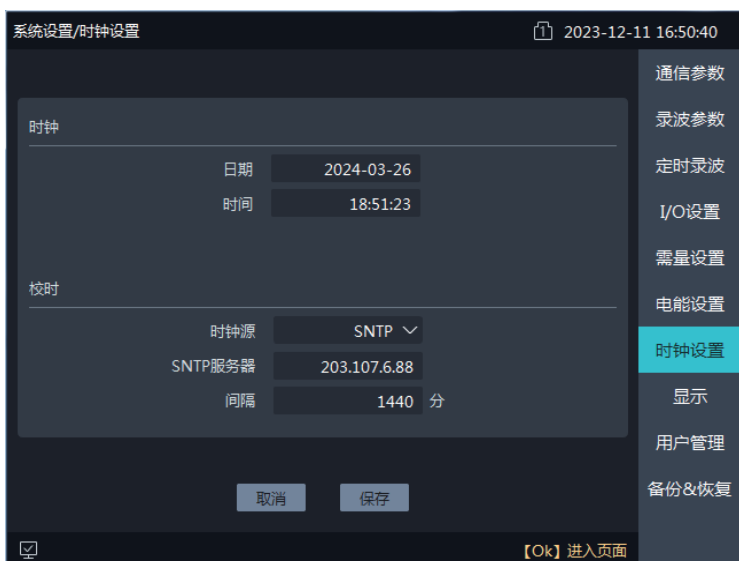 系统设置/时钟设置
1 2023-12-11 16:50:40
时钟
日期 2024-03-26
时间 18:51:23
校时
时钟源 SNTP
SNTP服务器 203.107.6.88
间隔 1440 分
取消 保存
【Ok】进入页面
通信参数
录波参数
定时录波
I/O设置
需量设置
电能设置
时钟设置
显示
用户管理
备份&恢复